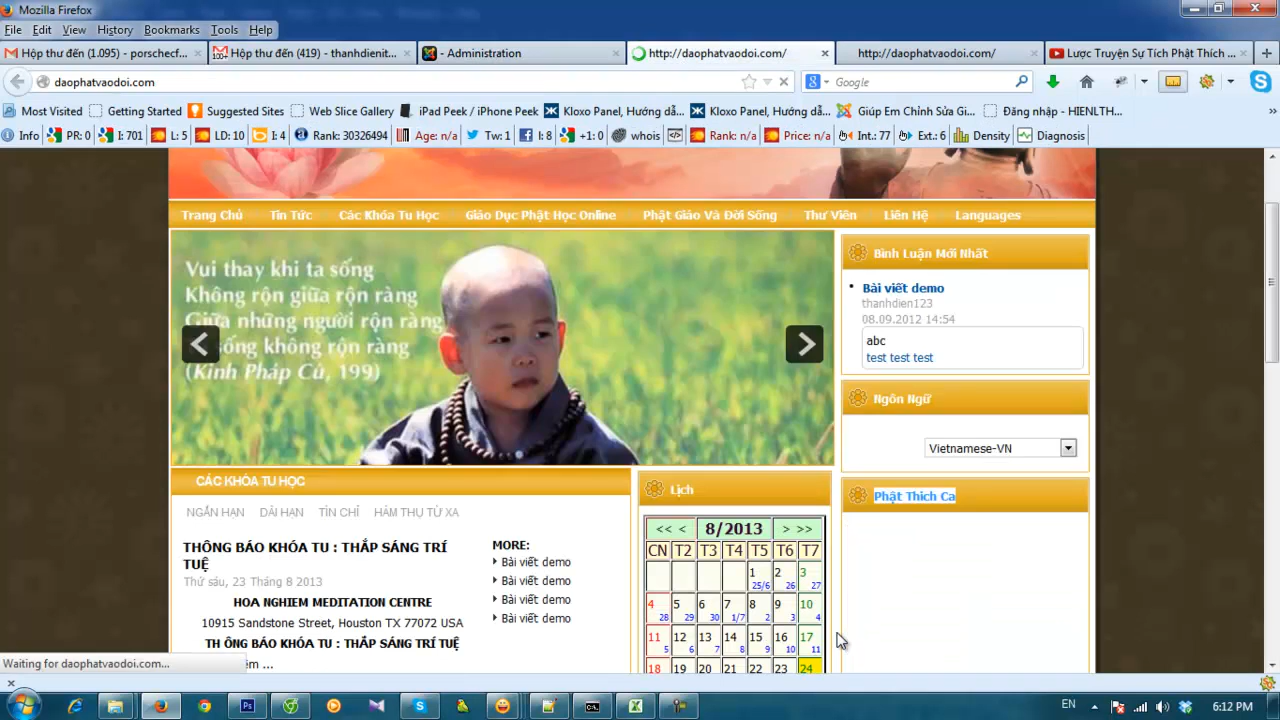 Mozilla Firefox
File Edit View History Bookmarks Tools Help
Hộp thư đến (1.095) - porschecf...
100+ Hộp thư đến (419) - thanhdienit...
- Administration
http://daophatvaodoi.com/
http://daophatvaodoi.com/
Lược Truyện Sự Tích Phật Thích ...
daophatvaodoi.com
Google
Most Visited Getting Started Suggested Sites Web Slice Gallery iPad Peek / iPhone Peek Kloxo Panel, Hướng dẫ... Kloxo Panel, Hướng dẫ... Giúp Em Chỉnh Sửa Gi... Đăng nhập - HIENLTH... »
Info PR: 0 I: 701 L: 5 LD: 10 I: 4 Rank: 30326494 Age: n/a Tw: 1 I: 8 +1: 0 whois Rank: n/a Price: n/a Int.: 77 Ext.: 6 Density Diagnosis
Trang Chủ Tin Tức Các Khóa Tu Học Giáo Dục Phật Học Online Phật Giáo Và Đời Sống Thư Viện Liên Hệ Languages
Vui thay khi ta sống
Không rộn giữa rộn ràng
Giữa những người rộn ràng
sống không rộn ràng
(Kinh Pháp Cú, 199)
Bình Luận Mới Nhất
Bài viết demo
thanhdien123
08.09.2012 14:54
abc
test test test
Ngôn Ngữ
Vietnamese-VN
Phật Thích Ca
CÁC KHÓA TU HỌC
NGẮN HẠN DÀI HẠN TÍN CHỈ HÀM THỤ TỪ XA
THÔNG BÁO KHÓA TU : THẮP SÁNG TRÍ
TUỆ
Thứ sáu, 23 Tháng 8 2013
HOA NGHIEM MEDITATION CENTRE
10915 Sandstone Street, Houston TX 77072 USA
TH ÔNG BÁO KHÓA TU : THẮP SÁNG TRÍ TUỆ
MORE:
Bài viết demo
Bài viết demo
Bài viết demo
Bài viết demo
Lịch
<< < 8/2013 > >>
CN T2 T3 T4 T5 T6 T7
1 2 3
25/6 26 27
4 5 6 7 8 9 10
28 29 30 1/7 2 3 4
11 12 13 14 15 16 17
5 6 7 8 9 10 11
18 19 20 21 22 23 24
Waiting for daophatvaodoi.com...
EN
6:12 PM